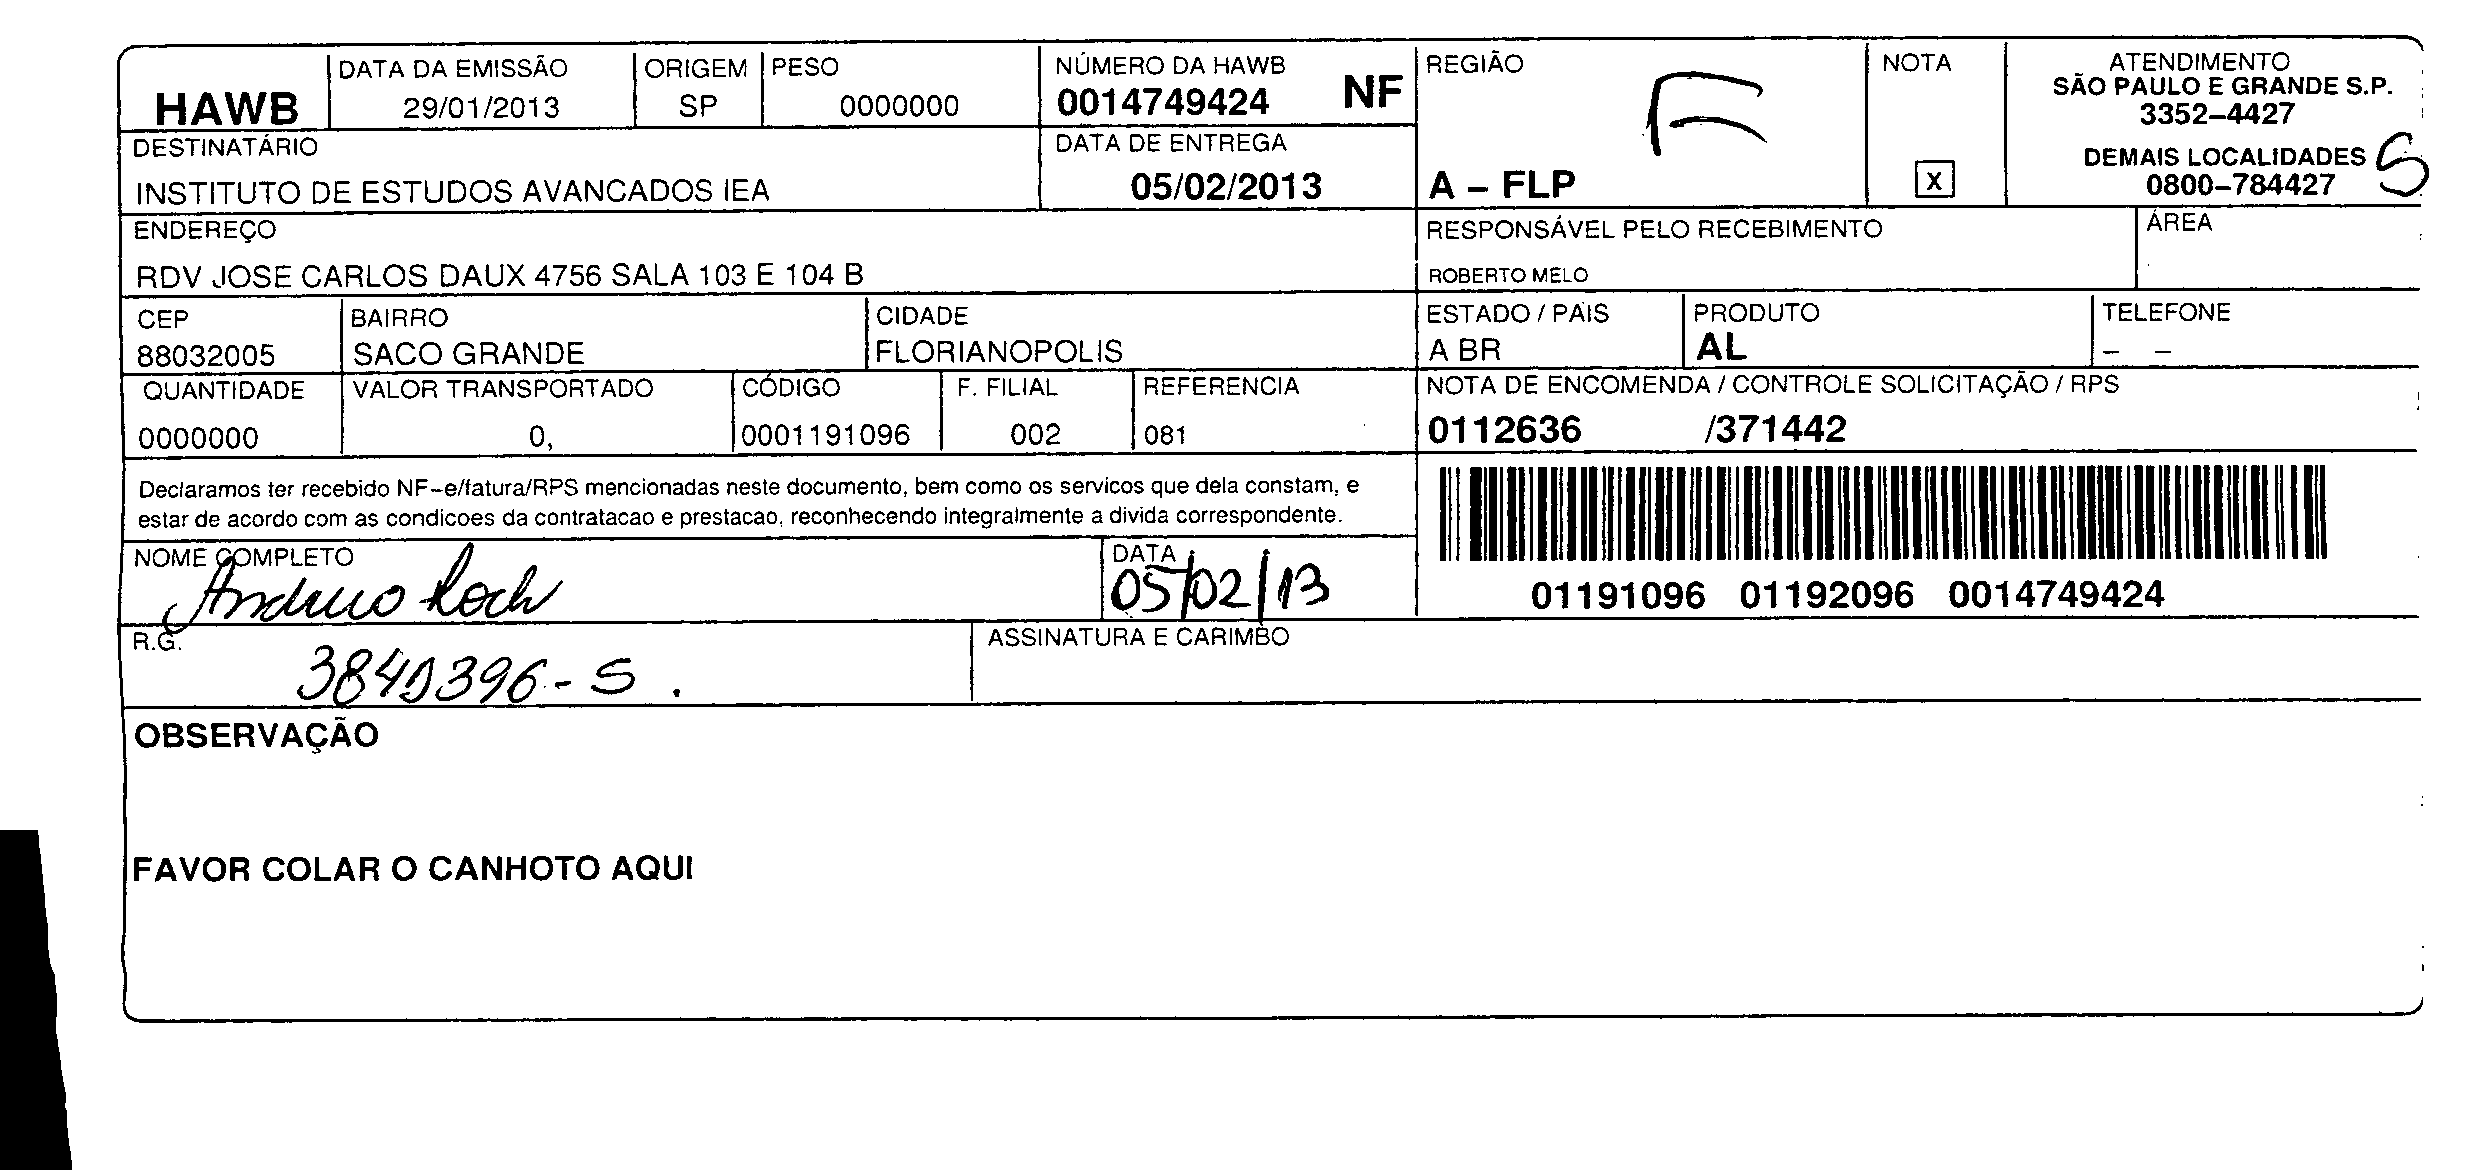 HAWB
DATA DA EMISSÃO
29/01/2013
ORIGEM
SP
PESO
0000000
NÚMERO DA HAWB
0014749424 NF
REGIÃO
F
A – FLP
NOTA
X
ATENDIMENTO
SÃO PAULO E GRANDE S.P.
3352–4427
DEMAIS LOCALIDADES
0800–784427
S
DESTINATÁRIO
INSTITUTO DE ESTUDOS AVANCADOS IEA
DATA DE ENTREGA
05/02/2013
ENDEREÇO
RDV JOSE CARLOS DAUX 4756 SALA 103 E 104 B
RESPONSÁVEL PELO RECEBIMENTO
ROBERTO MELO
ÁREA
CEP
88032005
BAIRRO
SACO GRANDE
CIDADE
FLORIANOPOLIS
ESTADO / PAIS
A BR
PRODUTO
AL
TELEFONE
– –
QUANTIDADE
0000000
VALOR TRANSPORTADO
0,
CÓDIGO
0001191096
F. FILIAL
002
REFERENCIA
081
NOTA DE ENCOMENDA / CONTROLE SOLICITAÇÃO / RPS
0112636 /371442
Declaramos ter recebido NF–e/fatura/RPS mencionadas neste documento, bem como os servicos que dela constam, e
estar de acordo com as condicoes da contratacao e prestacao, reconhecendo integralmente a divida correspondente.
01191096 01192096 0014749424
NOME COMPLETO
DATA
05/02/13
R.G.
ASSINATURA E CARIMBO
OBSERVAÇÃO
FAVOR COLAR O CANHOTO AQUI